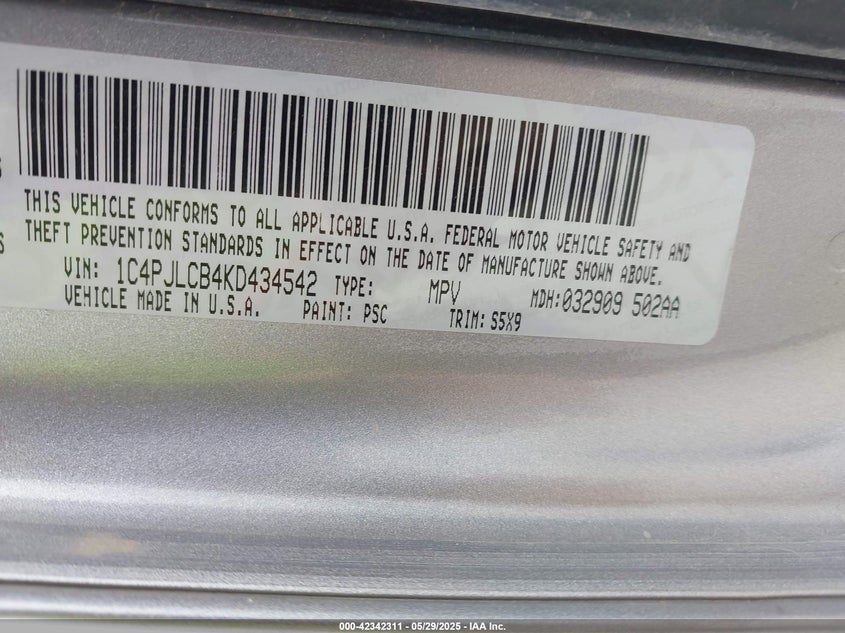 THIS VEHICLE CONFORMS TO ALL APPLICABLE U.S.A. FEDERAL MOTOR VEHICLE SAFETY AND
THEFT PREVENTION STANDARDS IN EFFECT ON THE DATE OF MANUFACTURE SHOWN ABOVE.
VIN: 1C4PJLCB4KD434542 TYPE: MPV MDH:032909 502AA
VEHICLE MADE IN U.S.A. PAINT: PSC TRIM: S5X9
000-42342311 - 05/29/2025 - IAA Inc.